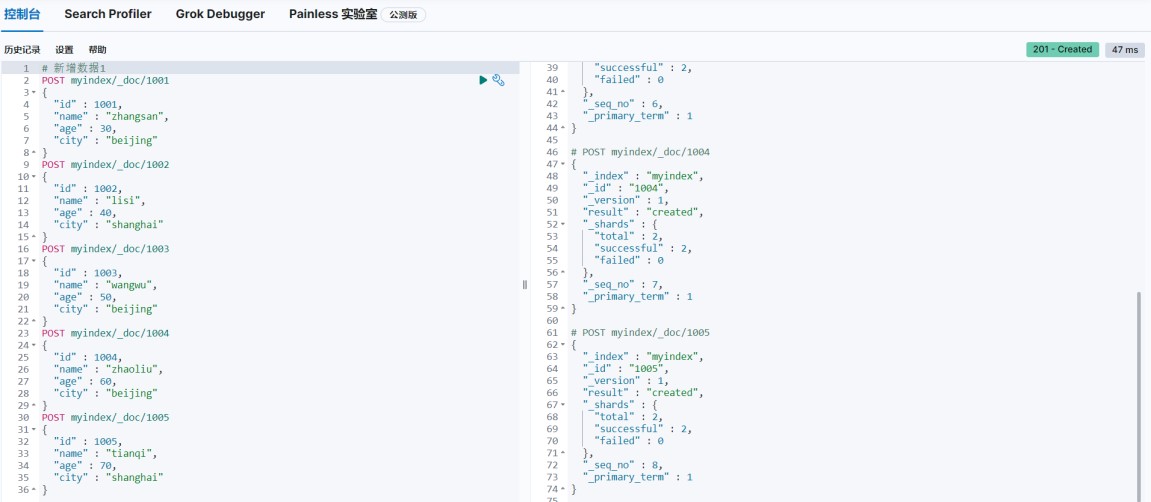 控制台 Search Profiler Grok Debugger Painless 实验室 公测版
历史记录 设置 帮助 201 - Created 47 ms
1 # 新增数据1
2 POST myindex/_doc/1001
3 {
4 "id" : 1001,
5 "name" : "zhangsan",
6 "age" : 30,
7 "city" : "beijing"
8 }
9 POST myindex/_doc/1002
10 {
11 "id" : 1002,
12 "name" : "lisi",
13 "age" : 40,
14 "city" : "shanghai"
15 }
16 POST myindex/_doc/1003
17 {
18 "id" : 1003,
19 "name" : "wangwu",
20 "age" : 50,
21 "city" : "beijing"
22 }
23 POST myindex/_doc/1004
24 {
25 "id" : 1004,
26 "name" : "zhaoliu",
27 "age" : 60,
28 "city" : "beijing"
29 }
30 POST myindex/_doc/1005
31 {
32 "id" : 1005,
33 "name" : "tianqi",
34 "age" : 70,
35 "city" : "shanghai"
36 }
39 "successful" : 2,
40 "failed" : 0
41 },
42 "_seq_no" : 6,
43 "_primary_term" : 1
44 }
45
46 # POST myindex/_doc/1004
47 {
48 "_index" : "myindex",
49 "_id" : "1004",
50 "_version" : 1,
51 "result" : "created",
52 "_shards" : {
53 "total" : 2,
54 "successful" : 2,
55 "failed" : 0
56 },
57 "_seq_no" : 7,
58 "_primary_term" : 1
59 }
60
61 # POST myindex/_doc/1005
62 {
63 "_index" : "myindex",
64 "_id" : "1005",
65 "_version" : 1,
66 "result" : "created",
67 "_shards" : {
68 "total" : 2,
69 "successful" : 2,
70 "failed" : 0
71 },
72 "_seq_no" : 8,
73 "_primary_term" : 1
74 }
75